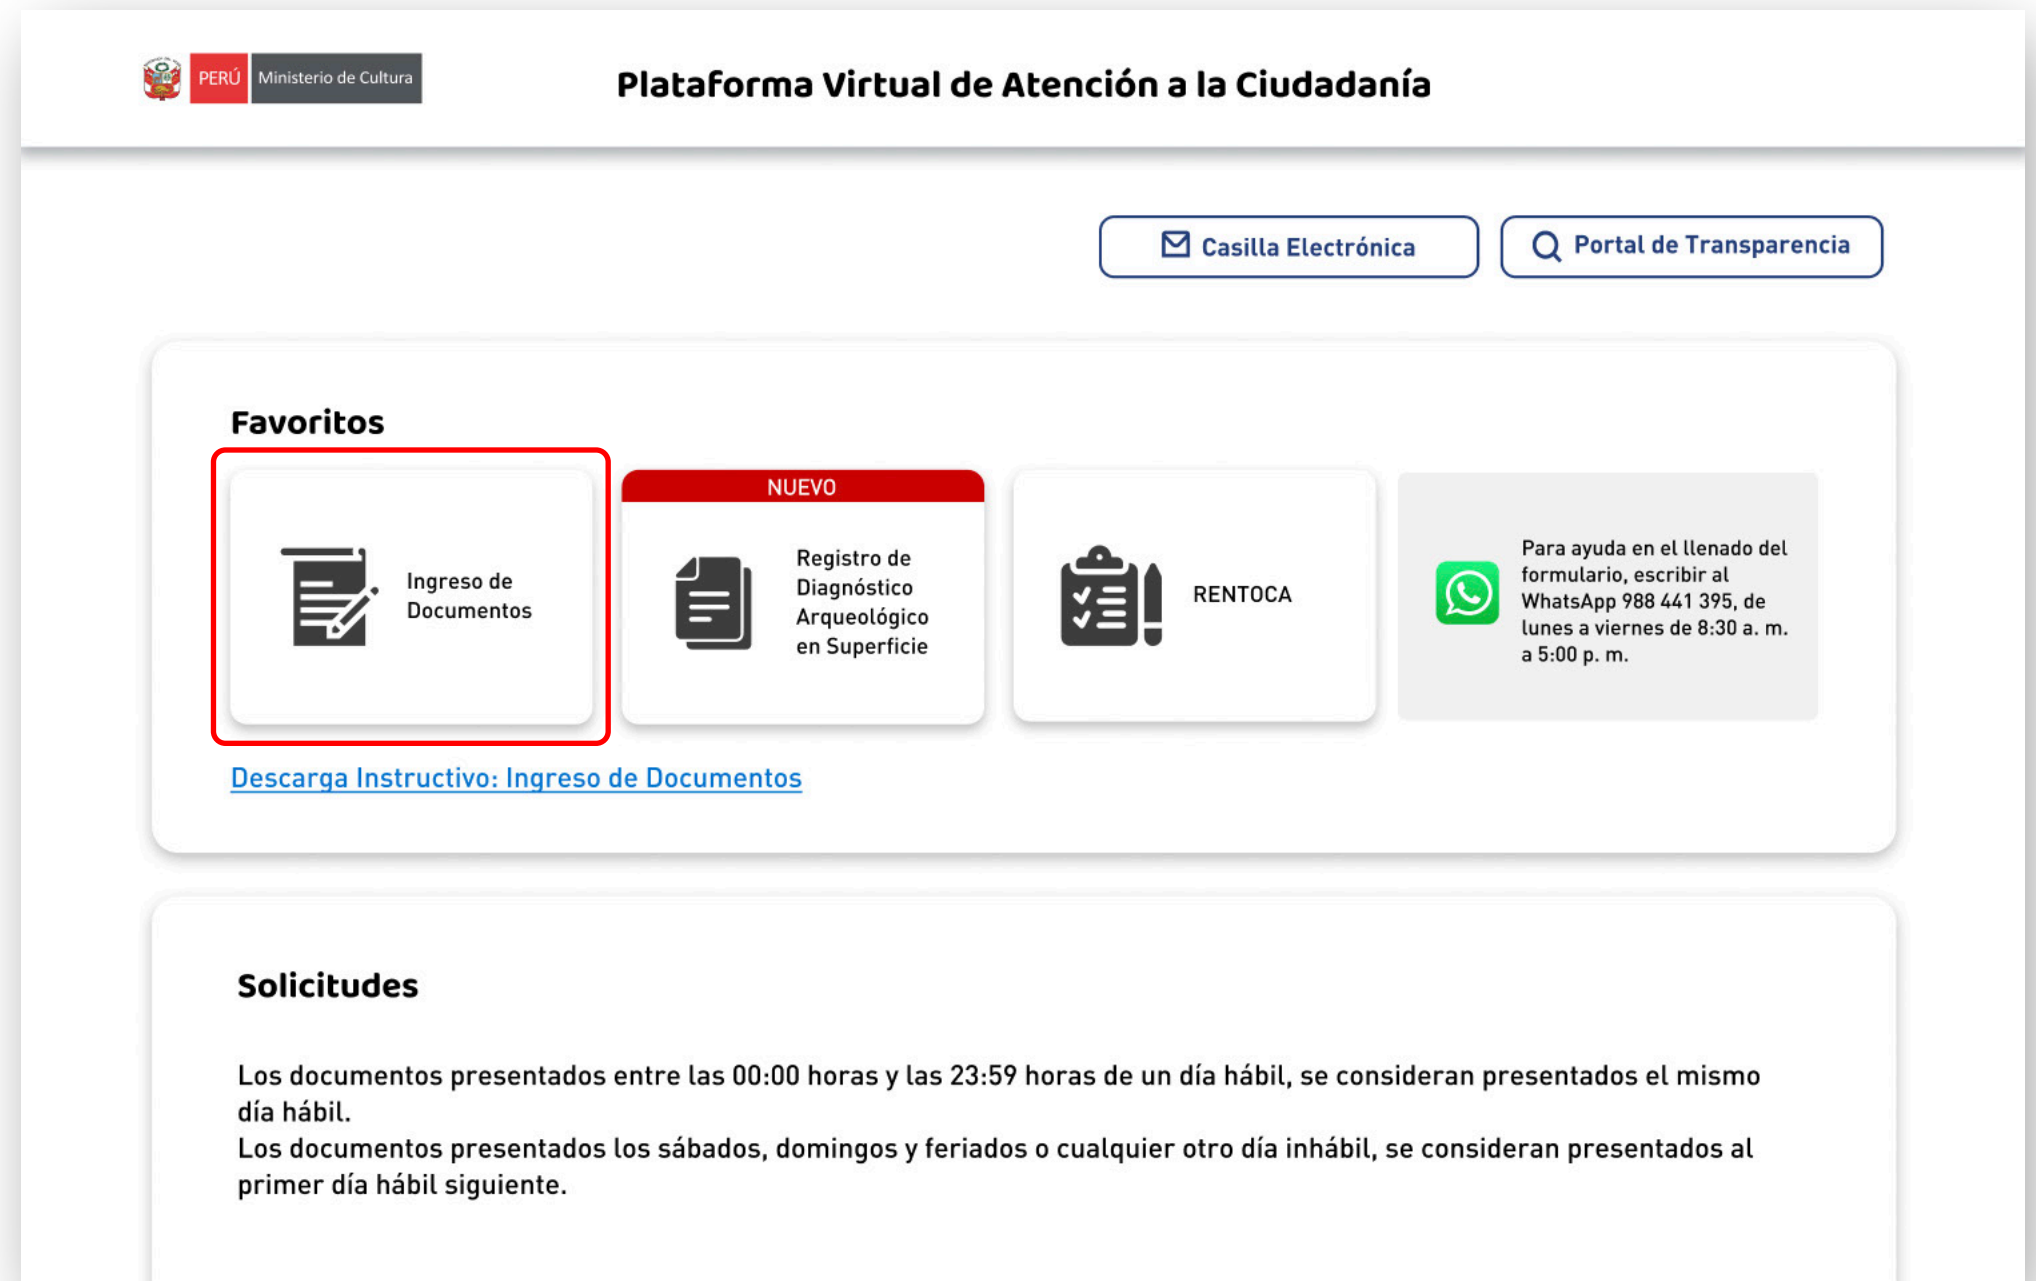 PERÚ Ministerio de Cultura
Plataforma Virtual de Atención a la Ciudadanía
Casilla Electrónica
Portal de Transparencia
Favoritos
Ingreso de
Documentos
NUEVO
Registro de
Diagnóstico
Arqueológico
en Superficie
RENTOCA
Para ayuda en el llenado del
formulario, escribir al
WhatsApp 988 441 395, de
lunes a viernes de 8:30 a. m.
a 5:00 p. m.
Descarga Instructivo: Ingreso de Documentos
Solicitudes
Los documentos presentados entre las 00:00 horas y las 23:59 horas de un día hábil, se consideran presentados el mismo
día hábil.
Los documentos presentados los sábados, domingos y feriados o cualquier otro día inhábil, se consideran presentados al
primer día hábil siguiente.